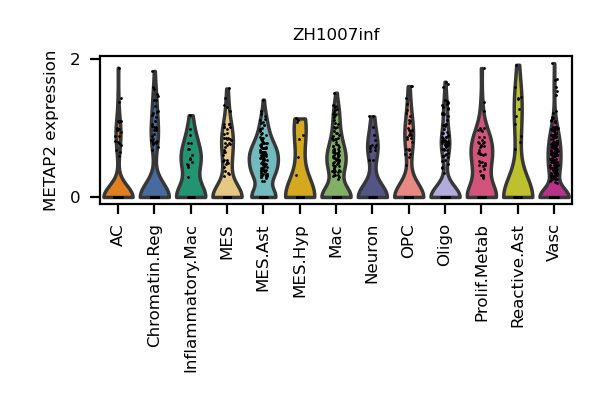 ZH1007inf
METAP2 expression
2
0
AC
Chromatin.Reg
Inflammatory.Mac
MES
MES.Ast
MES.Hyp
Mac
Neuron
OPC
Oligo
Prolif.Metab
Reactive.Ast
Vasc